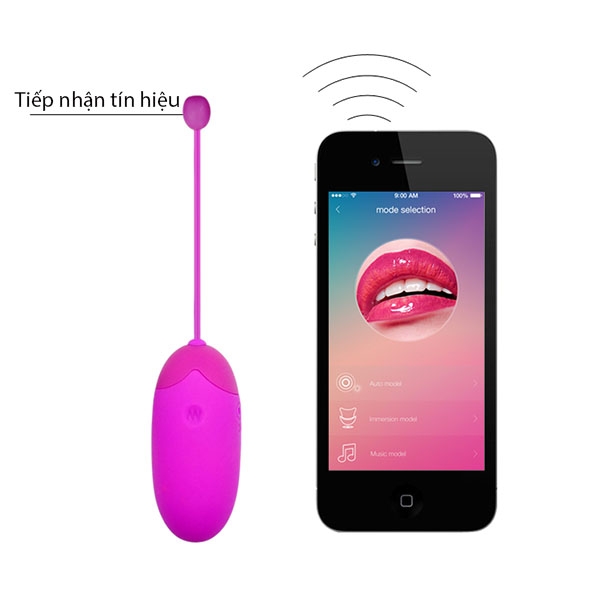 Tiếp nhận tín hiệu
9:00 AM
100%
mode selection
Auto model
Immersion model
Music model